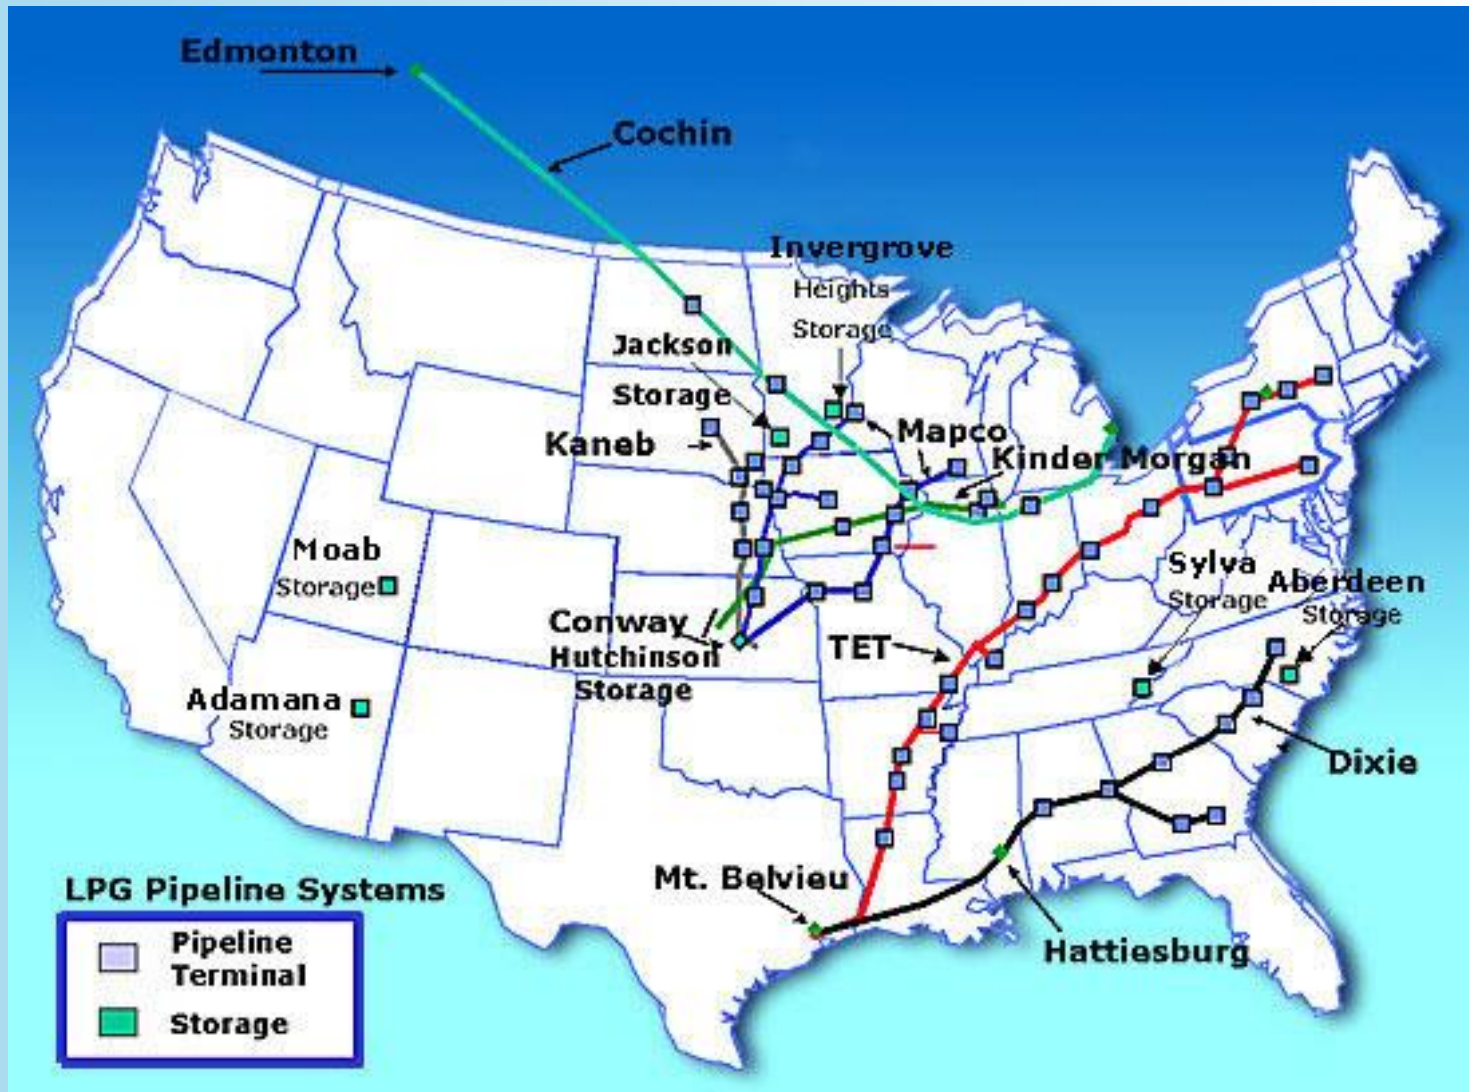 Edmonton
Cochin
Invergrove
Heights
Storage
Jackson
Storage
Kaneb
Mapco
Kinder Morgan
Moab
Storage
Sylva
Storage
Aberdeen
Storage
Conway
Hutchinson
Storage
TET
Adamana
Storage
Dixie
Mt. Belvieu
Hattiesburg
LPG Pipeline Systems
Pipeline
Terminal
Storage